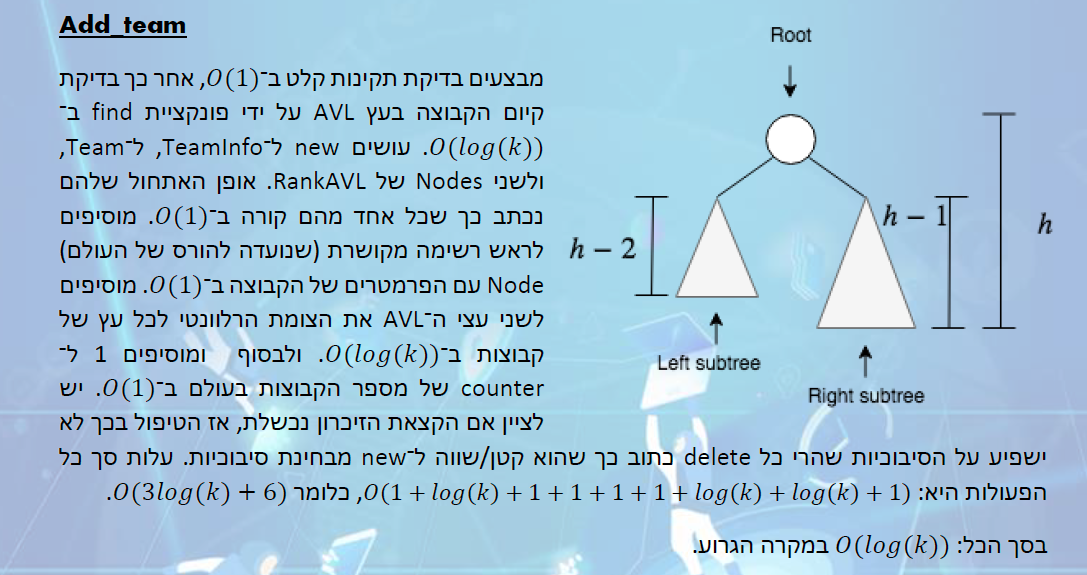 Add_team
מבצעים בדיקת תקינות קלט ב־O(1), אחר כך בדיקת
קיום הקבוצה בעץ AVL על ידי פונקציית find ב־
O(log(k)). עושים new ל־TeamInfo, ל־Team,
ולשני Nodes של RankAVL. אופן האתחול שלהם
נכתב כך שכל אחד מהם קורה ב־O(1). מוסיפים
לראש רשימה מקושרת (שנועדה להורס של העולם)
Node עם הפרמטרים של הקבוצה ב־O(1). מוסיפים
לשני עצי ה־AVL את הצומת הרלוונטי לכל עץ של
קבוצות ב־O(log(k)). ולבסוף ומוסיפים 1 ל־
counter של מספר הקבוצות בעולם ב־O(1). יש
לציין אם הקצאת הזיכרון נכשלת, אז הטיפול בכך לא
ישפיע על הסיבוכיות שהרי כל delete כתוב כך שהוא קטן/שווה ל־new מבחינת סיבוכיות. עלות סך כל
הפעולות היא: O(1 + log(k) + 1 + 1 + 1 + 1 + log(k) + log(k) + 1), כלומר O(3log(k) + 6).
בסך הכל: O(log(k)) במקרה הגרוע.
Root
h − 2
h − 1
h
Left subtree
Right subtree